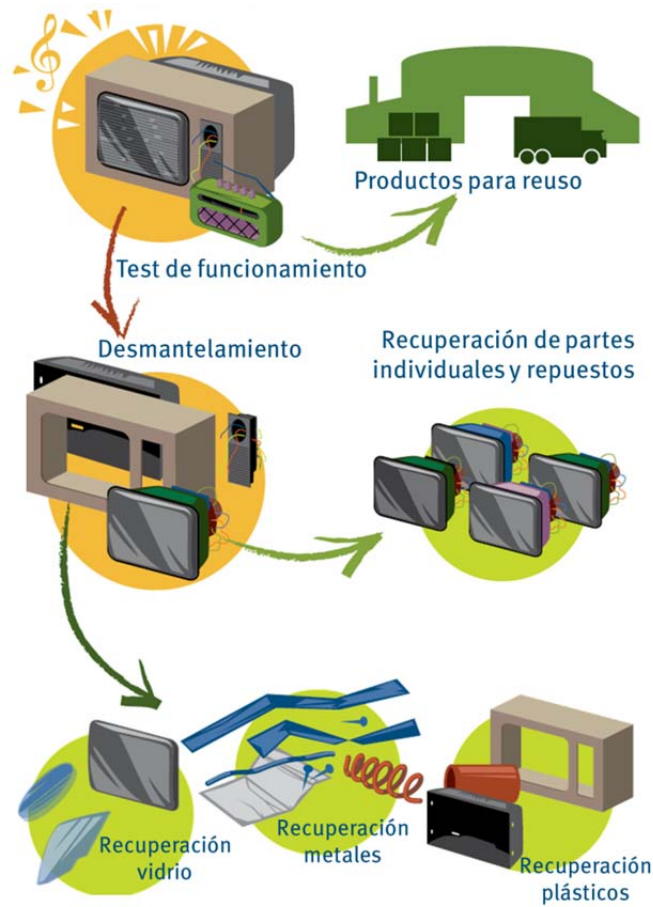 Productos para reuso
Test de funcionamiento
Desmantelamiento
Recuperación de partes
individuales y repuestos
Recuperación
vidrio
Recuperación
metales
Recuperación
plásticos